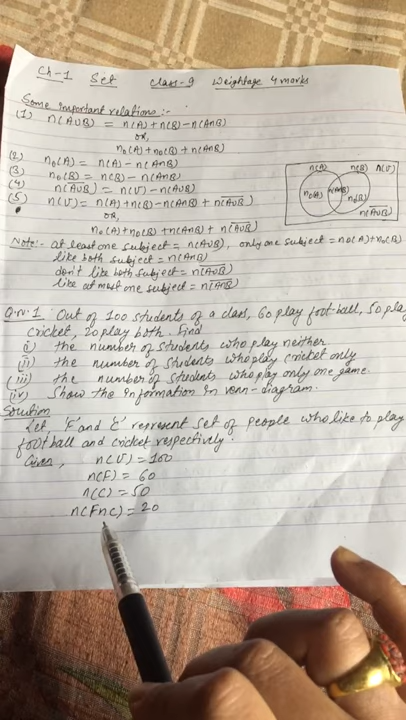 Ch-1 Set Class-9 Weightage 4 marks
Some important relations :-
(1) n(A∪B) = n(A) + n(B) - n(A∩B)
or,
n₀(A) + n₀(B) + n(A∩B)
(2) n₀(A) = n(A) - n(A∩B)
(3) n₀(B) = n(B) - n(A∩B)
(4) n(A̅∪̅B̅) = n(U) - n(A∪B)
(5) n(U) = n(A) + n(B) - n(A∩B) + n(A̅∪̅B̅)
or,
n₀(A) + n₀(B) + n(A∩B) + n(A̅∪̅B̅)
n(A) n(B) n(U)
n₀(A) n(A∩B) n₀(B)
n(A̅∪̅B̅)
Note:- at least one subject = n(A∪B), only one subject = n₀(A) + n₀(B)
like both subject = n(A∩B)
don't like both subject = n(A̅∪̅B̅)
like at most one subject = n(A̅∩̅B̅)
Q.N.1 Out of 100 students of a class, 60 play foot-ball, 50 play
cricket, 20 play both. Find
(i) the number of students who play neither
(ii) the number of students who play cricket only
(iii) the number of students who play only one game.
(iv) Show the information in venn-diagram.
Solution
Let 'F' and 'C' represent set of people who like to play
football and cricket respectively.
Given, n(U) = 100
n(F) = 60
n(C) = 50
n(F∩C) = 20